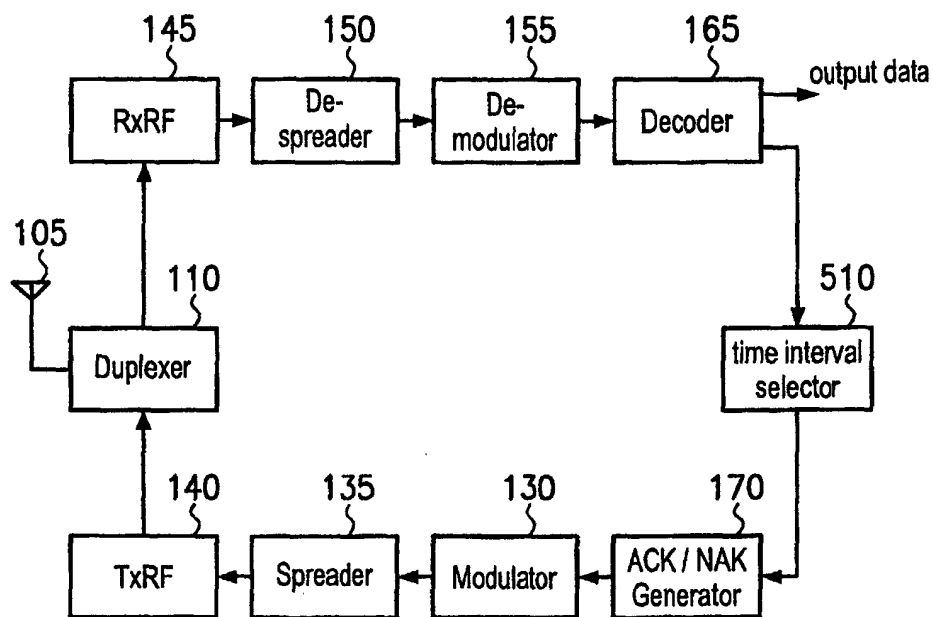 145
150
155
165
RxRF
De-
spreader
De-
modulator
Decoder
output data
105
110
510
Duplexer
time interval
selector
140
135
130
170
TxRF
Spreader
Modulator
ACK / NAK
Generator